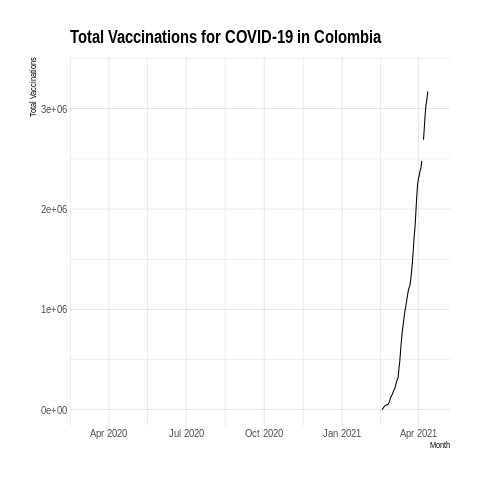 Total Vaccinations for COVID-19 in Colombia
Total Vaccinations
3e+06
2e+06
1e+06
0e+00
Apr 2020 Jul 2020 Oct 2020 Jan 2021 Apr 2021
Month